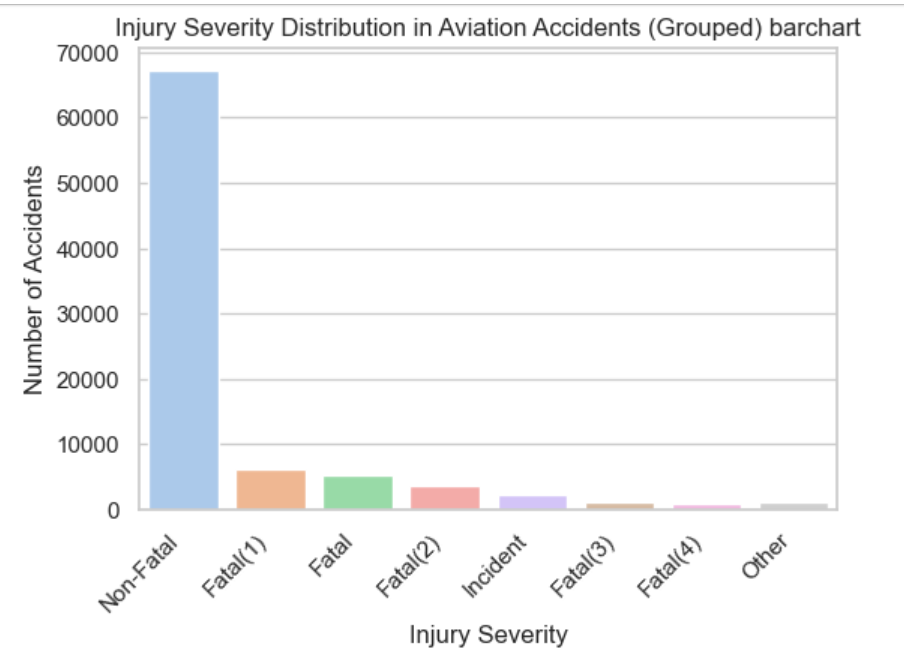 Injury Severity Distribution in Aviation Accidents (Grouped) barchart
70000
60000
50000
40000
30000
20000
10000
0
Number of Accidents
Non-Fatal
Fatal(1)
Fatal
Fatal(2)
Incident
Fatal(3)
Fatal(4)
Other
Injury Severity